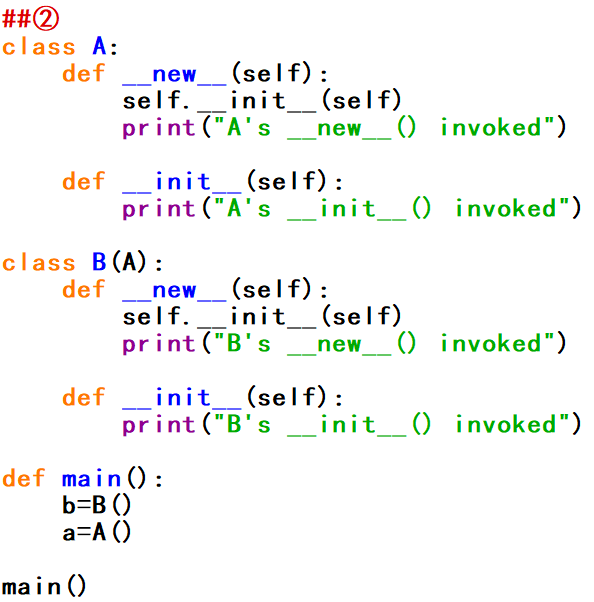 ##②
class A:
    def __new__(self):
        self.__init__(self)
        print("A's __new__() invoked")

    def __init__(self):
        print("A's __init__() invoked")

class B(A):
    def __new__(self):
        self.__init__(self)
        print("B's __new__() invoked")

    def __init__(self):
        print("B's __init__() invoked")

def main():
    b=B()
    a=A()

main()